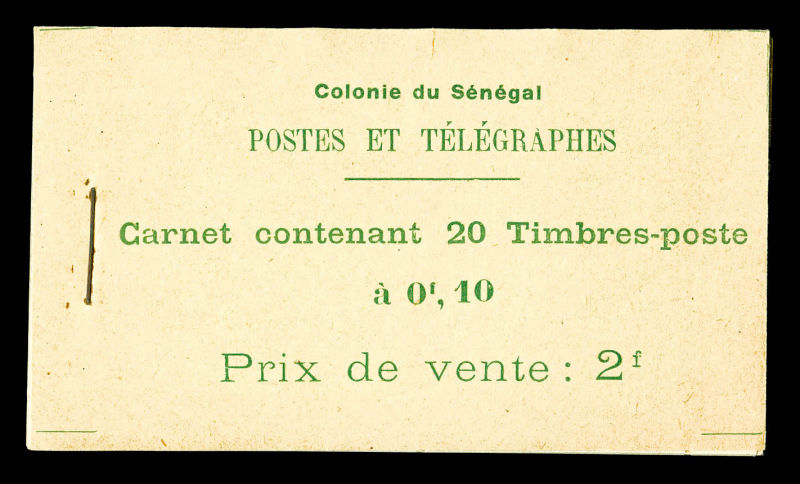 Colonie du Sénégal
POSTES ET TÉLÉGRAPHES
Carnet contenant 20 Timbres-poste
à 0ᶠ, 10
Prix de vente : 2ᶠ